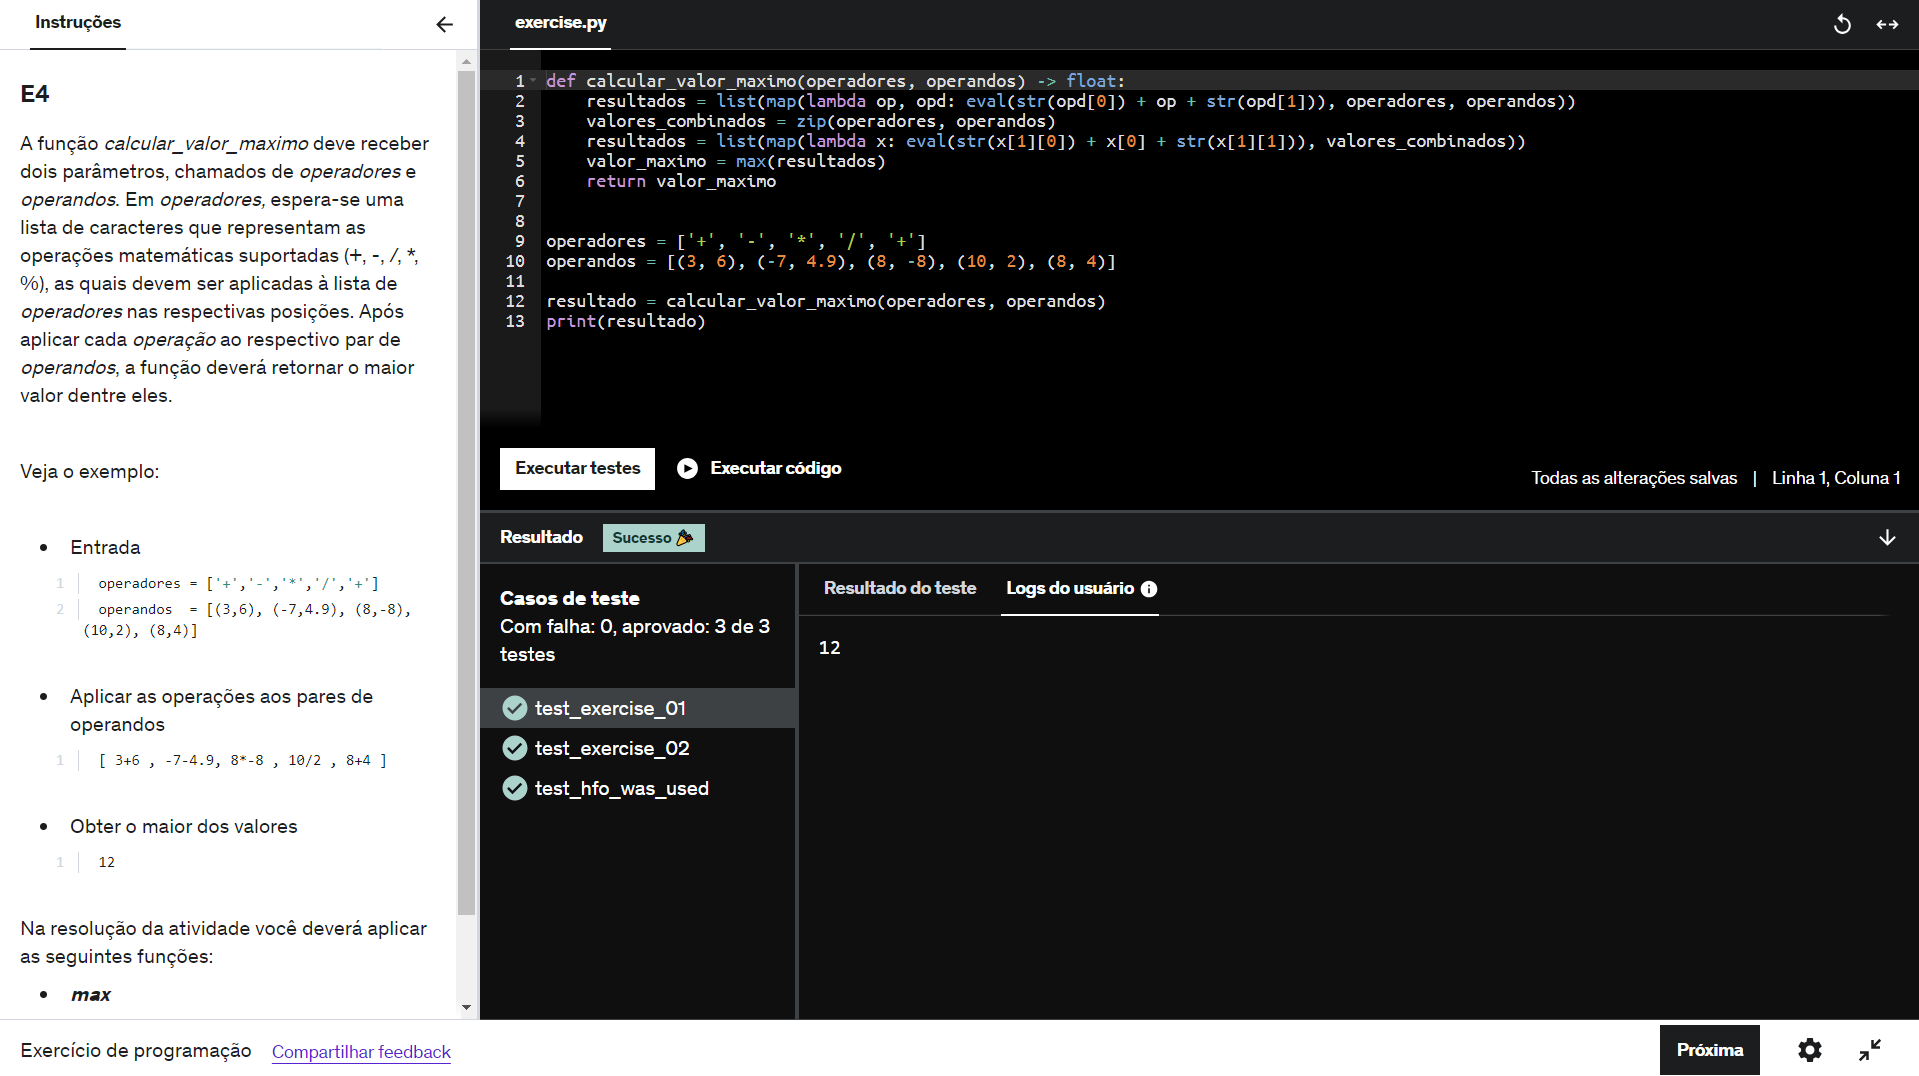 Instruções
E4
A função calcular_valor_maximo deve receber
dois parâmetros, chamados de operadores e
operandos. Em operadores, espera-se uma
lista de caracteres que representam as
operações matemáticas suportadas (+, -, /, *,
%), as quais devem ser aplicadas à lista de
operadores nas respectivas posições. Após
aplicar cada operação ao respectivo par de
operandos, a função deverá retornar o maior
valor dentre eles.
Veja o exemplo:
Entrada
1 operadores = ['+','-','*','/','+']
2 operandos  = [(3,6), (-7,4.9), (8,-8),
(10,2), (8,4)]
Aplicar as operações aos pares de
operandos
1 [ 3+6 , -7-4.9, 8*-8 , 10/2 , 8+4 ]
Obter o maior dos valores
1 12
Na resolução da atividade você deverá aplicar
as seguintes funções:
max
exercise.py
1 def calcular_valor_maximo(operadores, operandos) -> float:
2     resultados = list(map(lambda op, opd: eval(str(opd[0]) + op + str(opd[1])), operadores, operandos))
3     valores_combinados = zip(operadores, operandos)
4     resultados = list(map(lambda x: eval(str(x[1][0]) + x[0] + str(x[1][1])), valores_combinados))
5     valor_maximo = max(resultados)
6     return valor_maximo
7
8
9 operadores = ['+', '-', '*', '/', '+']
10 operandos = [(3, 6), (-7, 4.9), (8, -8), (10, 2), (8, 4)]
11
12 resultado = calcular_valor_maximo(operadores, operandos)
13 print(resultado)
Executar testes Executar código
Todas as alterações salvas | Linha 1, Coluna 1
Resultado Sucesso
Casos de teste
Com falha: 0, aprovado: 3 de 3
testes
test_exercise_01
test_exercise_02
test_hfo_was_used
Resultado do teste Logs do usuário
12
Exercício de programação Compartilhar feedback
Próxima